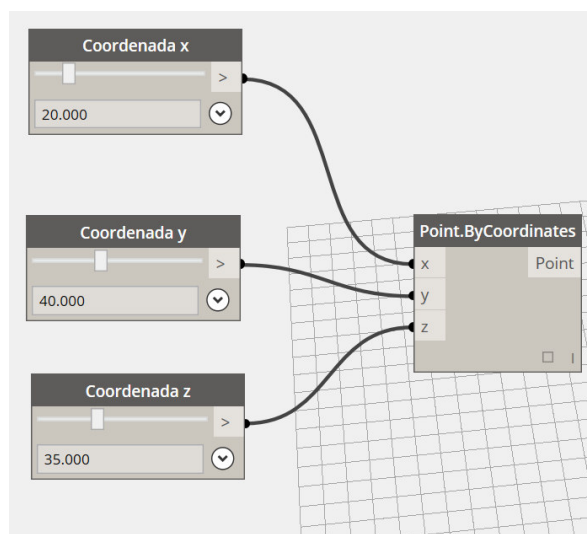 Coordenada x
>
20.000
Coordenada y
>
40.000
Coordenada z
>
35.000
Point.ByCoordinates
x Point
y
z